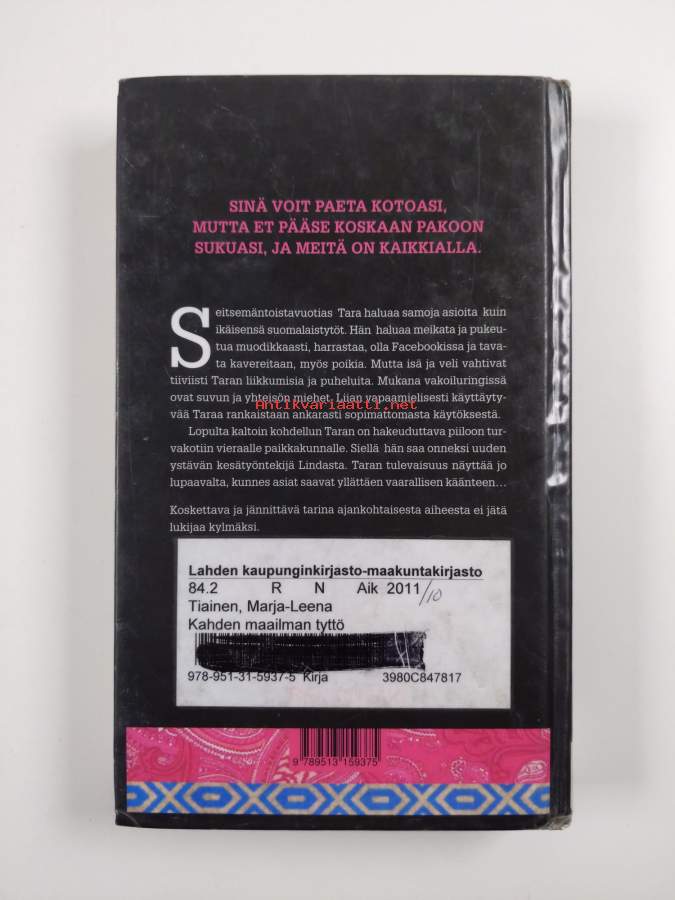 SINÄ VOIT PAETA KOTOASI,
MUTTA ET PÄÄSE KOSKAAN PAKOON
SUKUASI, JA MEITÄ ON KAIKKIALLA.
Seitsemäntoistavuotias Tara haluaa samoja asioita kuin
ikäisensä suomalaistytöt. Hän haluaa meikata ja pukeu-
tua muodikkaasti, harrastaa, olla Facebookissa ja tava-
ta kavereitaan, myös poikia. Mutta isä ja veli vahtivat
tiiviisti Taran liikkumisia ja puheluita. Mukana vakoiluringissä
ovat suvun ja yhteisön miehet. Liian vapaamielisesti käyttäyty-
vää Taraa rankaistaan ankarasti sopimattomasta käytöksestä.
Antikvariaatti.net
Lopulta kaltoin kohdellun Taran on hakeuduttava piiloon tur-
vakotiin vieraalle paikkakunnalle. Siellä hän saa onneksi uuden
ystävän kesätyöntekijä Lindasta. Taran tulevaisuus näyttää jo
lupaavalta, kunnes asiat saavat yllättäen vaarallisen käänteen...
Koskettava ja jännittävä tarina ajankohtaisesta aiheesta ei jätä
lukijaa kylmäksi.
Lahden kaupunginkirjasto-maakuntakirjasto
84.2 R N Aik 2011/10
Tiainen, Marja-Leena
Kahden maailman tyttö
978-951-31-5937-5 Kirja 3980C847817
9 789513 159375